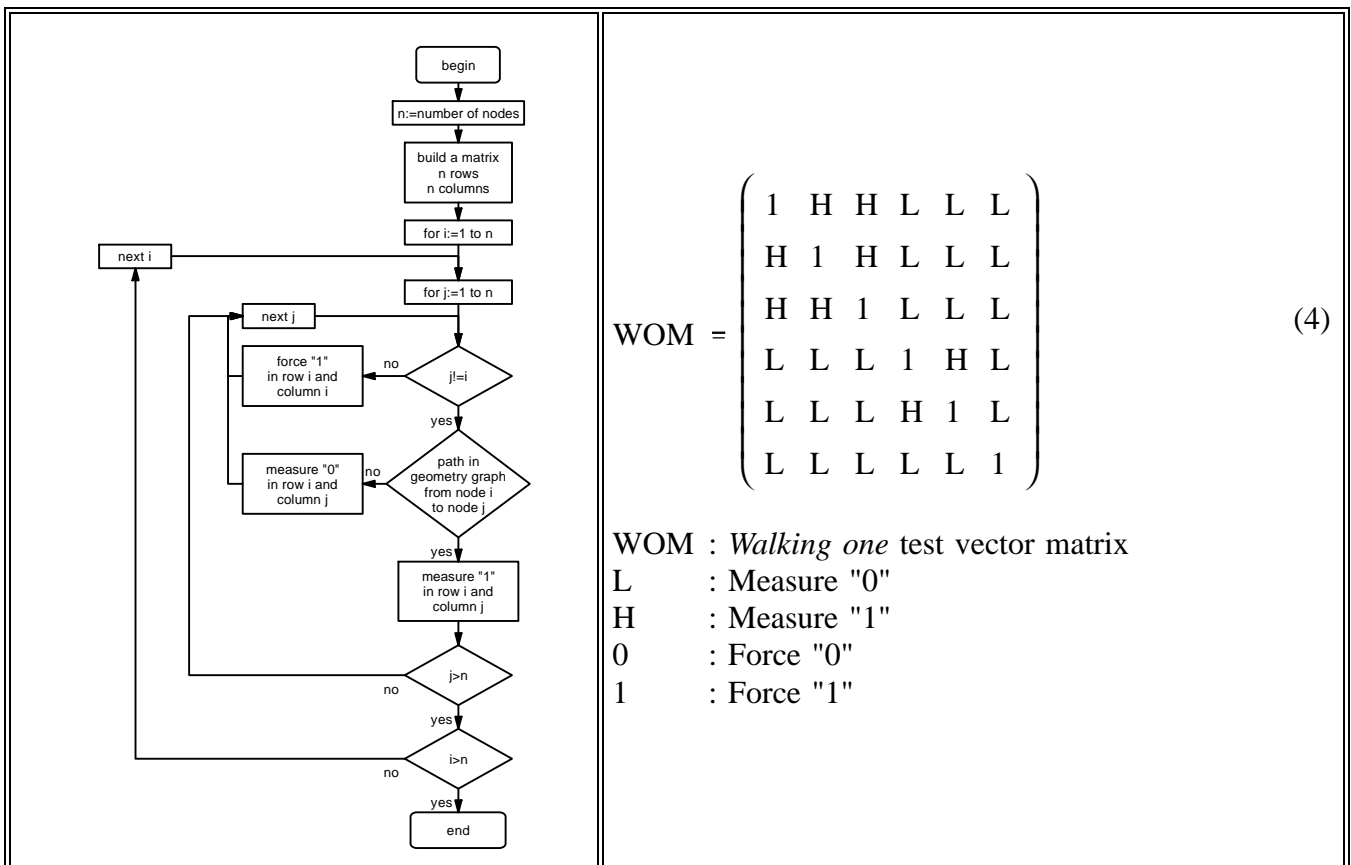 begin
n:=number of nodes
build a matrix
n rows
n columns
for i:=1 to n
next i
for j:=1 to n
next j
j!=i
no
force "1"
in row i and
column i
yes
path in
geometry graph
from node i
to node j
no
measure "0"
in row i and
column j
yes
measure "1"
in row i and
column j
j>n
no
yes
i>n
no
yes
end
WOM =
1 H H L L L
H 1 H L L L
H H 1 L L L
L L L 1 H L
L L L H 1 L
L L L L L 1
(4)
WOM : Walking one test vector matrix
L : Measure "0"
H : Measure "1"
0 : Force "0"
1 : Force "1"